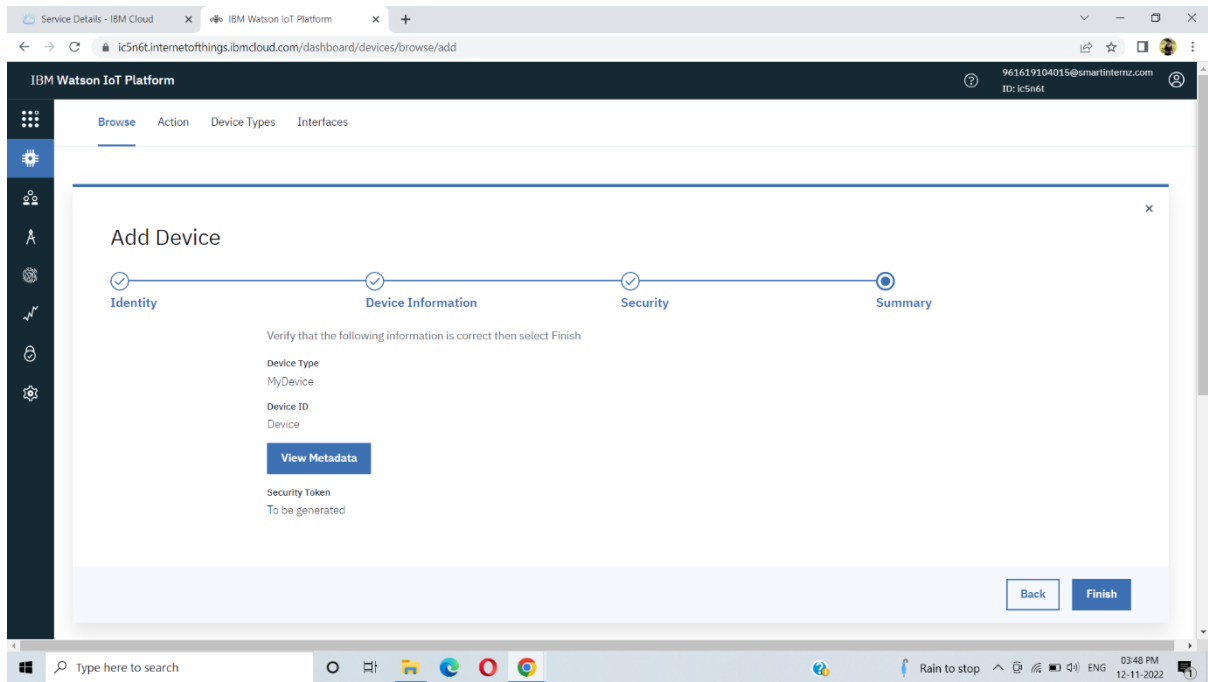 Service Details - IBM Cloud
IBM Watson IoT Platform
ic5n6t.internetofthings.ibmcloud.com/dashboard/devices/browse/add
IBM Watson IoT Platform
961619104015@smartinternz.com
ID: ic5n6t
Browse Action Device Types Interfaces
Add Device
Identity Device Information Security Summary
Verify that the following information is correct then select Finish
Device Type
MyDevice
Device ID
Device
View Metadata
Security Token
To be generated
Back Finish
Type here to search
Rain to stop
ENG
03:48 PM
12-11-2022
1